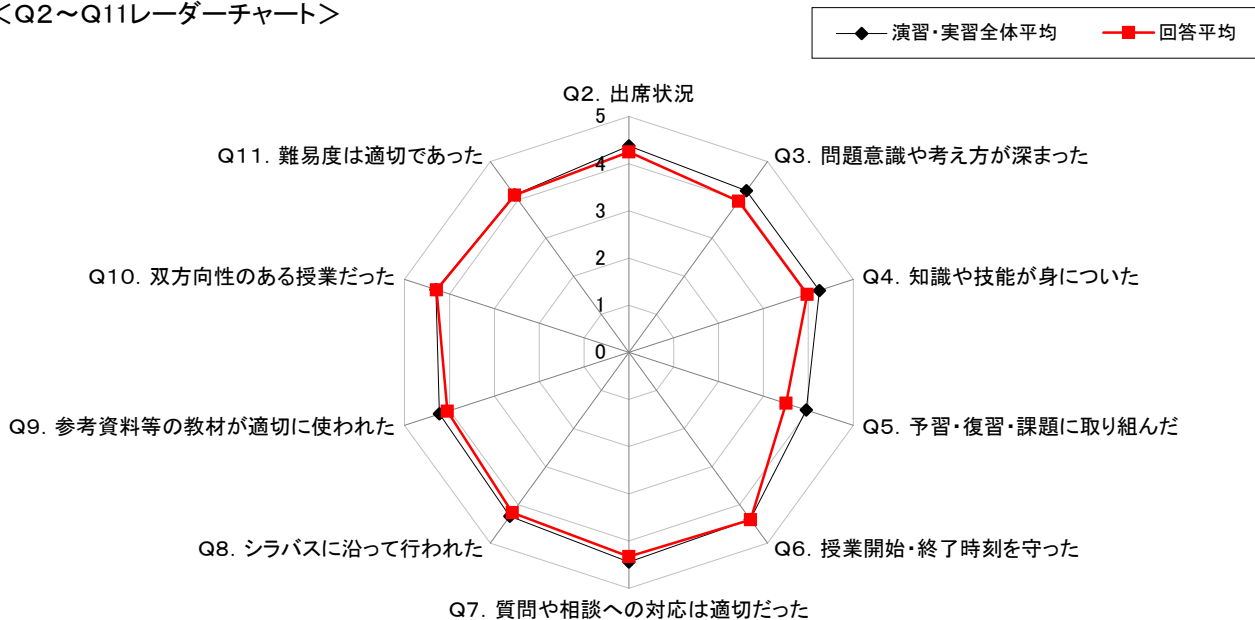 ＜Q2～Q11レーダーチャート＞
演習・実習全体平均
回答平均
Q2．出席状況
Q3．問題意識や考え方が深まった
Q4．知識や技能が身についた
Q5．予習・復習・課題に取り組んだ
Q6．授業開始・終了時刻を守った
Q7．質問や相談への対応は適切だった
Q8．シラバスに沿って行われた
Q9．参考資料等の教材が適切に使われた
Q10．双方向性のある授業だった
Q11．難易度は適切であった
5
4
3
2
1
0